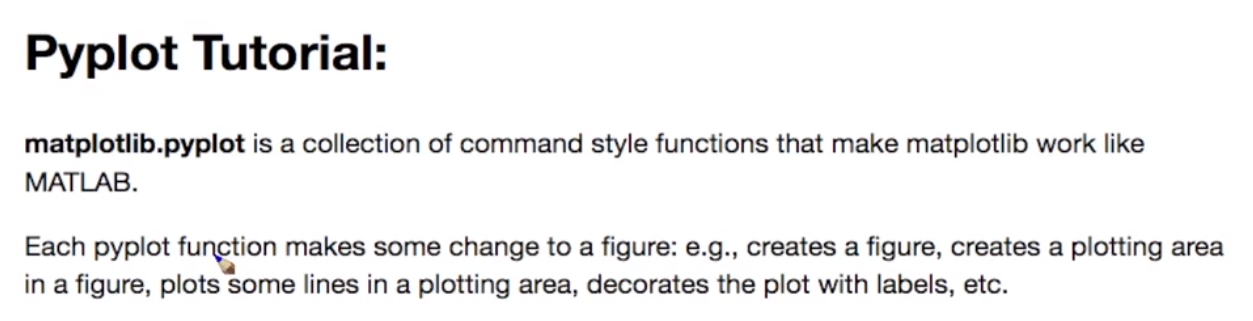 Pyplot Tutorial:
matplotlib.pyplot is a collection of command style functions that make matplotlib work like
MATLAB.
Each pyplot function makes some change to a figure: e.g., creates a figure, creates a plotting area
in a figure, plots some lines in a plotting area, decorates the plot with labels, etc.